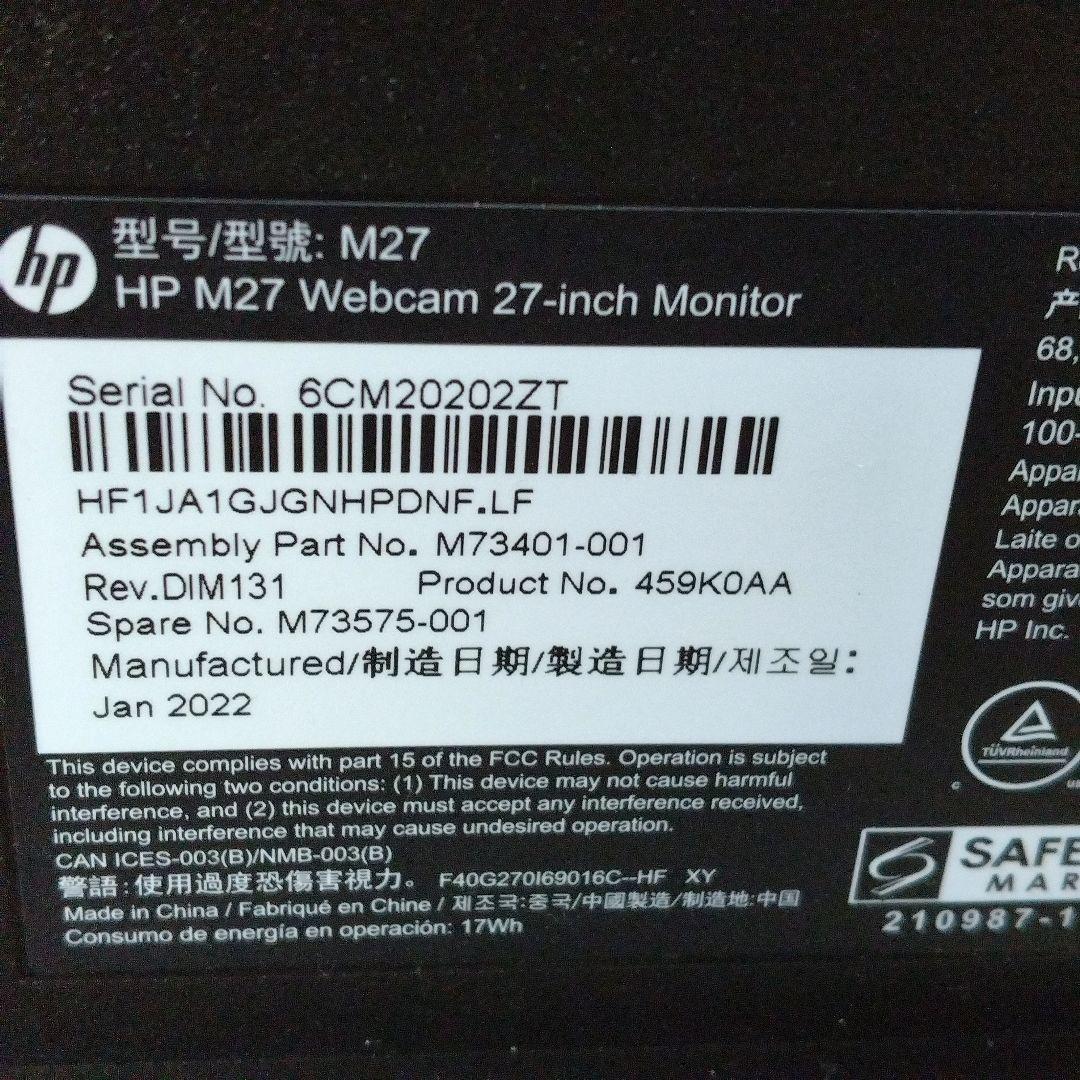 hp
型号/型號: M27
HP M27 Webcam 27-inch Monitor
Serial No. 6CM20202ZT
HF1JA1GJGNHPDNF.LF
Assembly Part No. M73401-001
Rev.DIM131 Product No. 459K0AA
Spare No. M73575-001
Manufactured/制造日期/製造日期/제조일:
Jan 2022
This device complies with part 15 of the FCC Rules. Operation is subject
to the following two conditions: (1) This device may not cause harmful
interference, and (2) this device must accept any interference received,
including interference that may cause undesired operation.
CAN ICES-003(B)/NMB-003(B)
警語:使用過度恐傷害視力。 F40G270I69016C--HF XY
Made in China / Fabriqué en Chine / 제조국:중국/中國製造/制造地:中国
Consumo de energía en operación: 17Wh
68,
100-
Laite
som
HP Inc.
TÜVRheinland
SAFE
MAR
210987-1